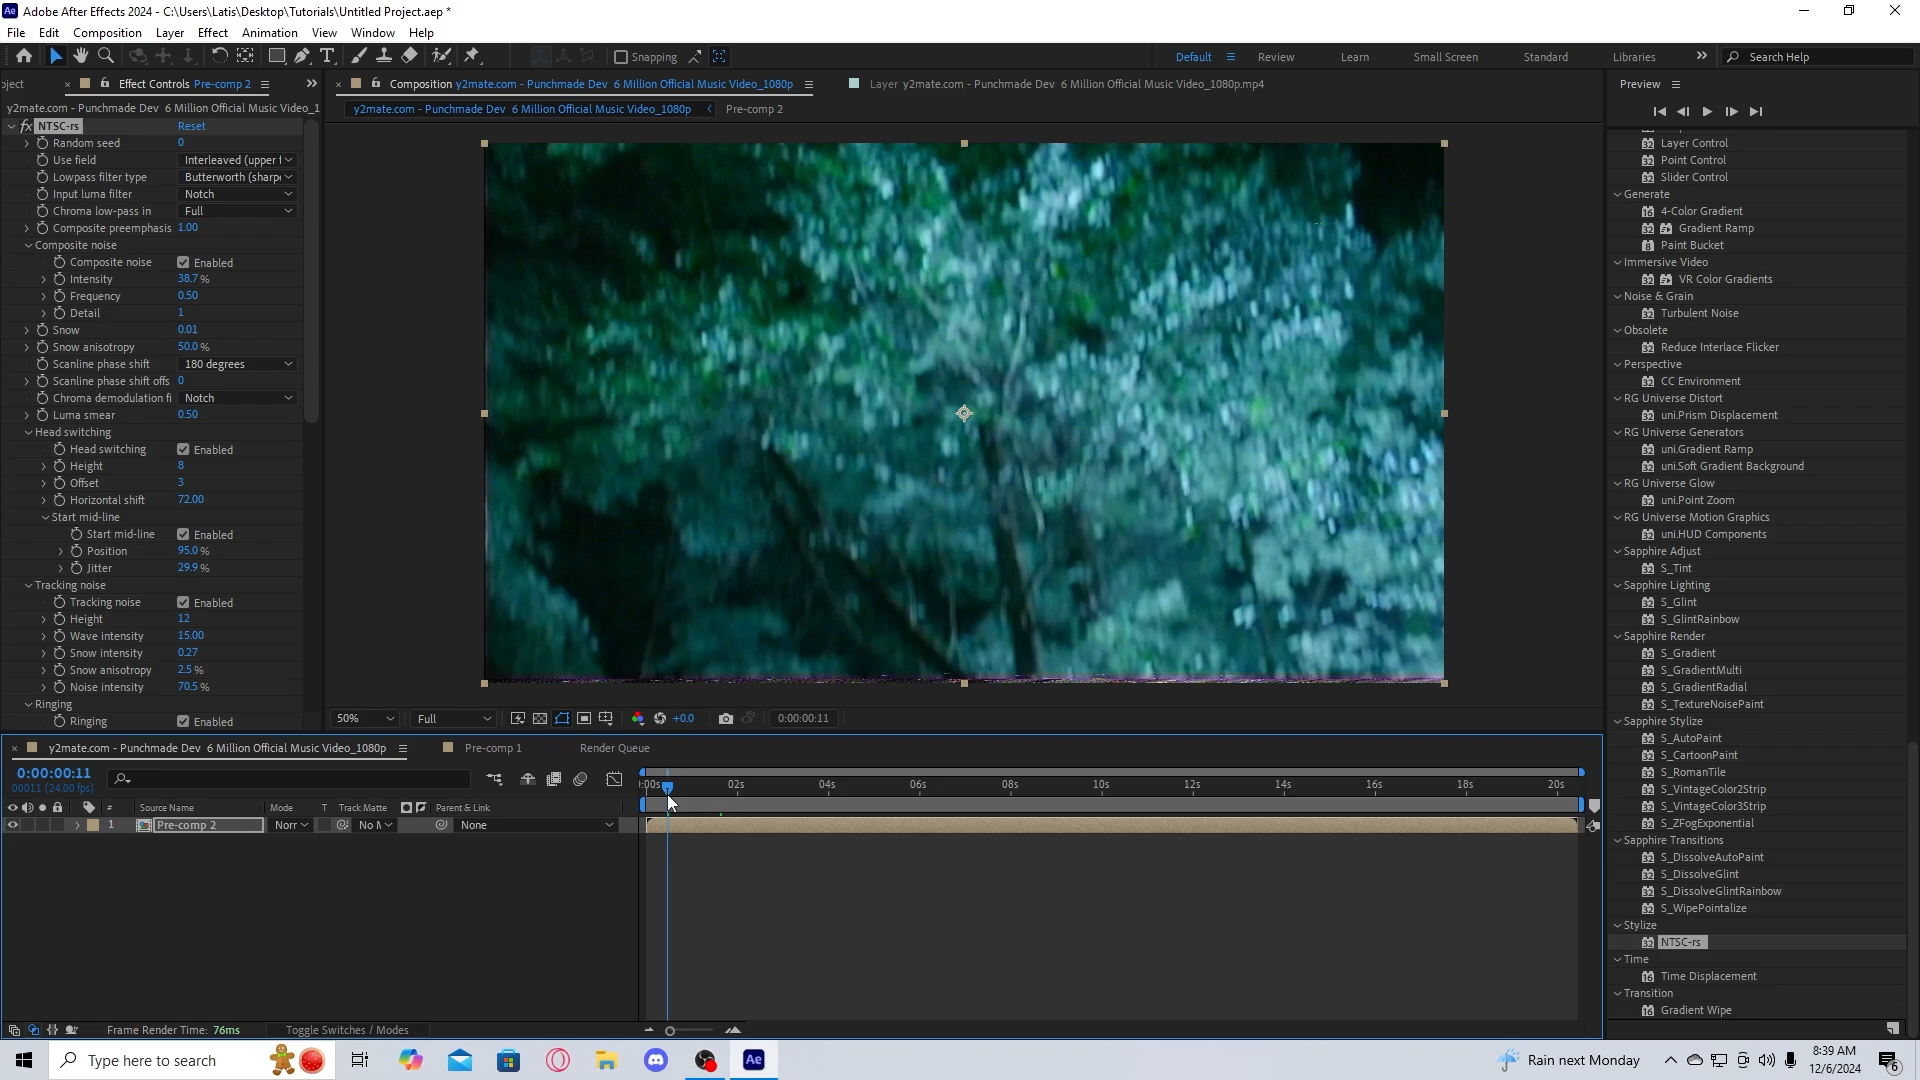 Adobe After Effects 2024 - C:\Users\Latis\Desktop\Tutorials\Untitled Project.aep *
File Edit Composition Layer Effect Animation View Window Help
Snapping
Default Review Learn Small Screen Standard Libraries Search Help
oject Effect Controls Pre-comp 2
Composition y2mate.com - Punchmade Dev 6 Million Official Music Video_1080p
Layer y2mate.com - Punchmade Dev 6 Million Official Music Video_1080p.mp4
Preview
y2mate.com - Punchmade Dev 6 Million Official Music Video_1
y2mate.com - Punchmade Dev 6 Million Official Music Video_1080p Pre-comp 2
fx NTSC-rs Reset
Random seed 0
Use field Interleaved (upper f
Lowpass filter type Butterworth (sharpe
Input luma filter Notch
Chroma low-pass in Full
Composite preemphasis 1.00
Composite noise
Composite noise Enabled
Intensity 38.7 %
Frequency 0.50
Detail 1
Snow 0.01
Snow anisotropy 50.0 %
Scanline phase shift 180 degrees
Scanline phase shift offs 0
Chroma demodulation fi Notch
Luma smear 0.50
Head switching
Head switching Enabled
Height 8
Offset 3
Horizontal shift 72.00
Start mid-line
Start mid-line Enabled
Position 95.0 %
Jitter 29.9 %
Tracking noise
Tracking noise Enabled
Height 12
Wave intensity 15.00
Snow intensity 0.27
Snow anisotropy 2.5 %
Noise intensity 70.5 %
Ringing
Ringing Enabled
50% Full +0.0 0:00:00:11
Layer Control
Point Control
Slider Control
Generate
4-Color Gradient
Gradient Ramp
Paint Bucket
Immersive Video
VR Color Gradients
Noise & Grain
Turbulent Noise
Obsolete
Reduce Interlace Flicker
Perspective
CC Environment
RG Universe Distort
uni.Prism Displacement
RG Universe Generators
uni.Gradient Ramp
uni.Soft Gradient Background
RG Universe Glow
uni.Point Zoom
RG Universe Motion Graphics
uni.HUD Components
Sapphire Adjust
S_Tint
Sapphire Lighting
S_Glint
S_GlintRainbow
Sapphire Render
S_Gradient
S_GradientMulti
S_GradientRadial
S_TextureNoisePaint
Sapphire Stylize
S_AutoPaint
S_CartoonPaint
S_RomanTile
S_VintageColor2Strip
S_VintageColor3Strip
S_ZFogExponential
Sapphire Transitions
S_DissolveAutoPaint
S_DissolveGlint
S_DissolveGlintRainbow
S_WipePointalize
Stylize
NTSC-rs
Time
Time Displacement
Transition
Gradient Wipe
y2mate.com - Punchmade Dev 6 Million Official Music Video_1080p Pre-comp 1 Render Queue
0:00:00:11
00011 (24.00 fps)
:00s 02s 04s 06s 08s 10s 12s 14s 16s 18s 20s
# Source Name Mode T Track Matte Parent & Link
1 Pre-comp 2 Norr No M None
Frame Render Time: 76ms Toggle Switches / Modes
Type here to search
Ae
Rain next Monday
8:39 AM
12/6/2024
6